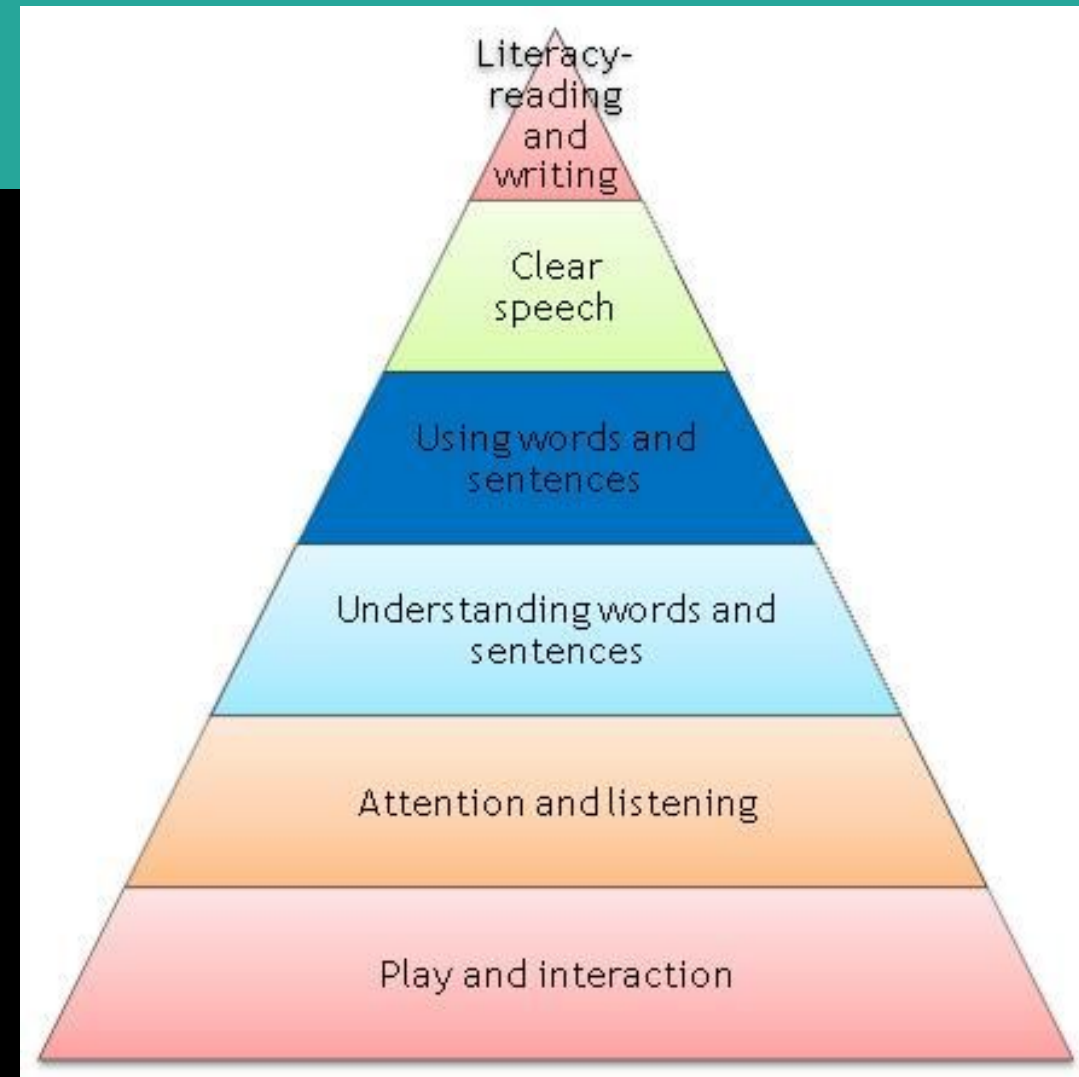 Literacy-
reading
and
writing
Clear
speech
Using words and
sentences
Understanding words and
sentences
Attention and listening
Play and interaction